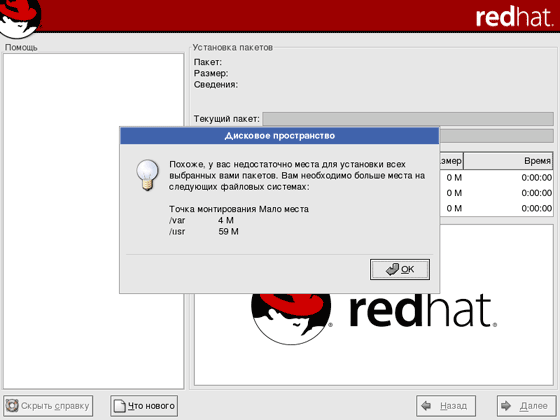 redhat.
Помощь
Установка пакетов
Пакет:
Размер:
Сведения:
Текущий пакет:
Дисковое пространство
Похоже, у вас недостаточно места для установки всех
выбранных вами пакетов. Вам необходимо больше места на
следующих файловых системах:
Точка монтирования Мало места
/var 4 M
/usr 59 M
OK
змер Время
0 M 0:00:00
0 M 0:00:00
0 M 0:00:00
redhat.
Скрыть справку
Что нового
Назад
Далее